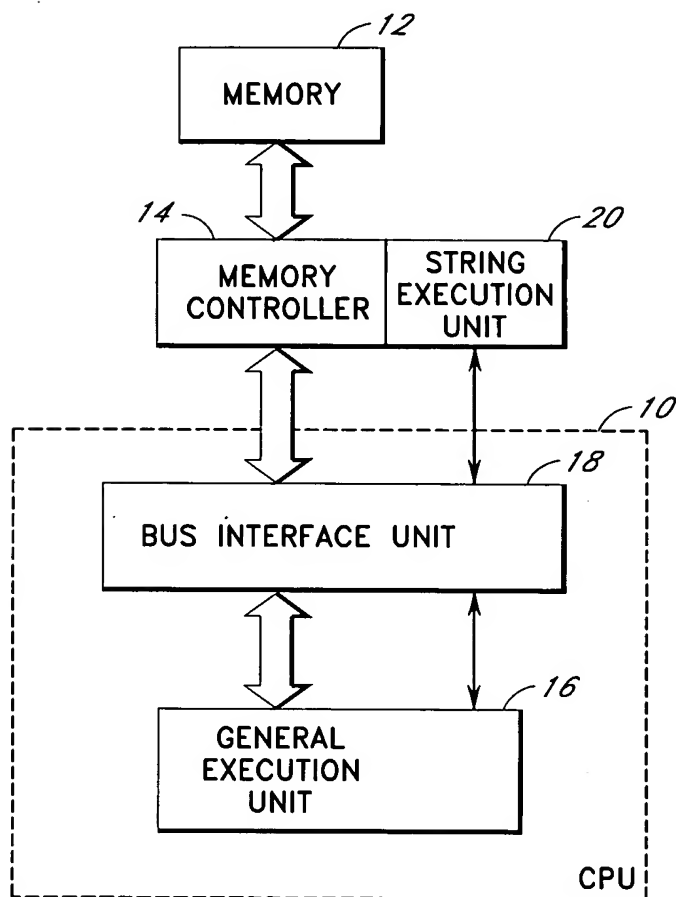 12
MEMORY
14
20
MEMORY
CONTROLLER
STRING
EXECUTION
UNIT
10
18
BUS INTERFACE UNIT
16
GENERAL
EXECUTION
UNIT
CPU